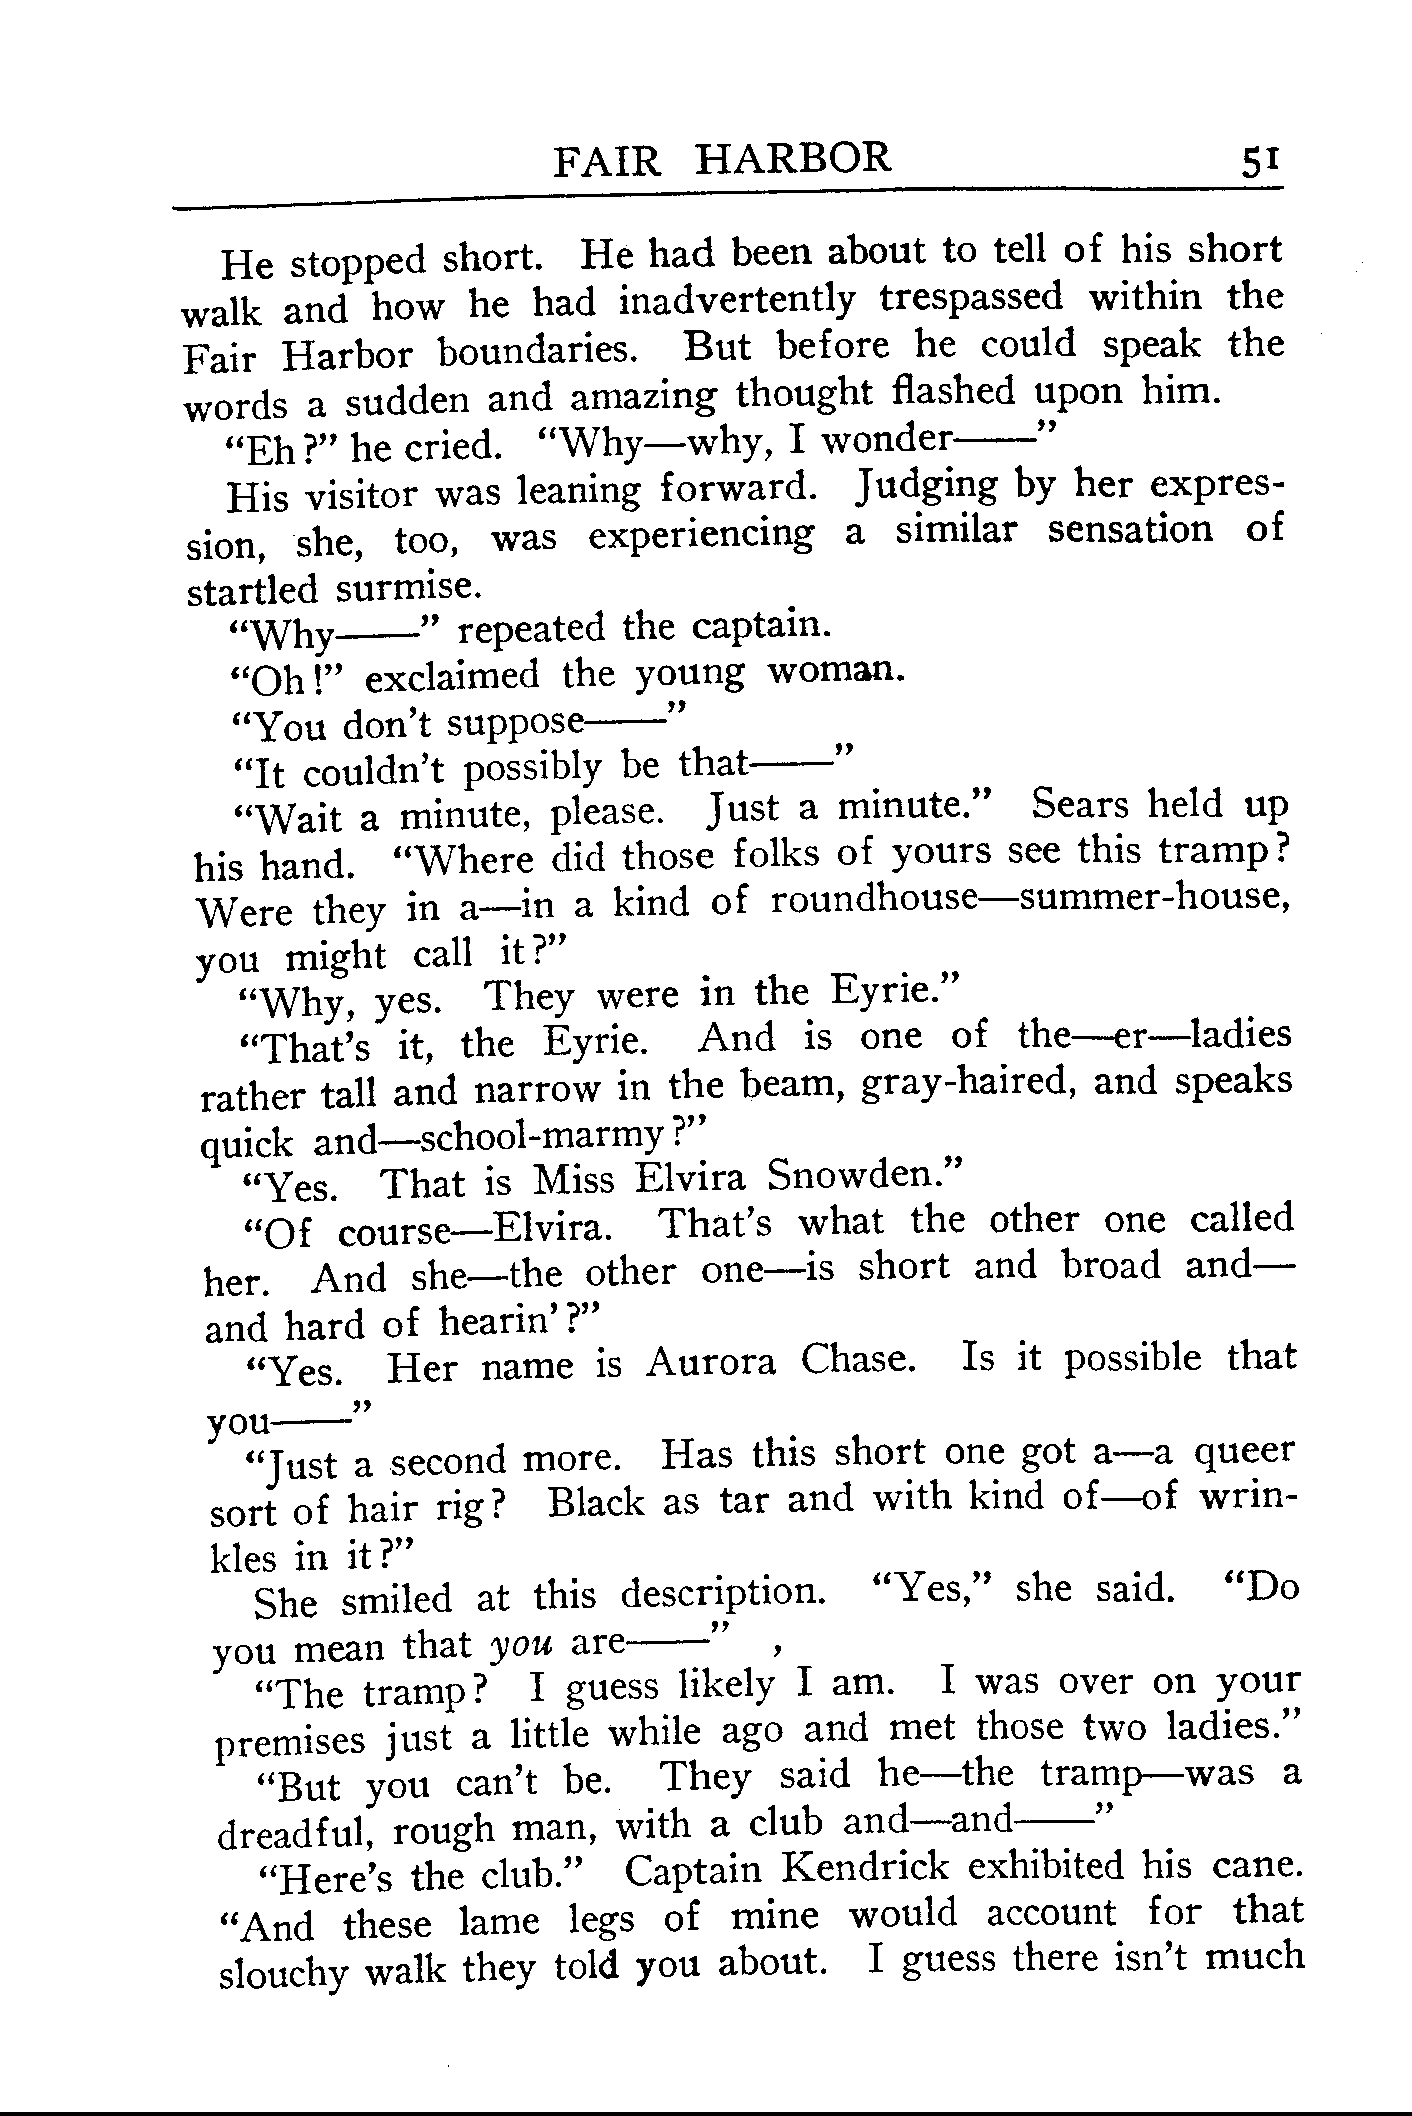 FAIR HARBOR 51
He stopped short. He had been about to tell of his short
walk and how he had inadvertently trespassed within the
Fair Harbor boundaries. But before he could speak the
words a sudden and amazing thought flashed upon him.
“Eh?” he cried. “Why—why, I wonder——”
His visitor was leaning forward. Judging by her expres-
sion, she, too, was experiencing a similar sensation of
startled surmise.
“Why——” repeated the captain.
“Oh!” exclaimed the young woman.
“You don't suppose——”
“It couldn't possibly be that——”
“Wait a minute, please. Just a minute.” Sears held up
his hand. “Where did those folks of yours see this tramp?
Were they in a—in a kind of roundhouse—summer-house,
you might call it?”
“Why, yes. They were in the Eyrie.”
“That's it, the Eyrie. And is one of the—er—ladies
rather tall and narrow in the beam, gray-haired, and speaks
quick and—school-marmy?”
“Yes. That is Miss Elvira Snowden.”
“Of course—Elvira. That's what the other one called
her. And she—the other one—is short and broad and—
and hard of hearin'?”
“Yes. Her name is Aurora Chase. Is it possible that
you——”
“Just a second more. Has this short one got a—a queer
sort of hair rig? Black as tar and with kind of—of wrin-
kles in it?”
She smiled at this description. “Yes,” she said. “Do
you mean that you are——” ,
“The tramp? I guess likely I am. I was over on your
premises just a little while ago and met those two ladies.”
“But you can't be. They said he—the tramp—was a
dreadful, rough man, with a club and—and——”
“Here's the club.” Captain Kendrick exhibited his cane.
“And these lame legs of mine would account for that
slouchy walk they told you about. I guess there isn't much